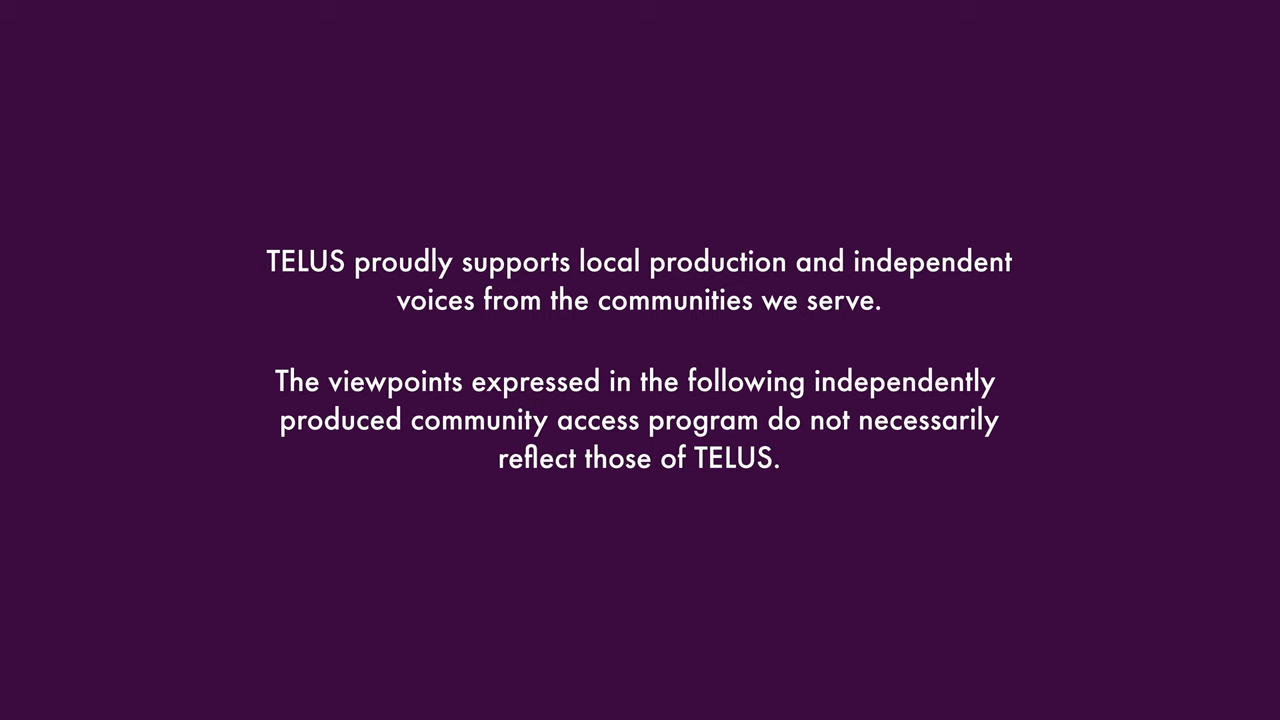 TELUS proudly supports local production and independent
voices from the communities we serve.
The viewpoints expressed in the following independently
produced community access program do not necessarily
reflect those of TELUS.